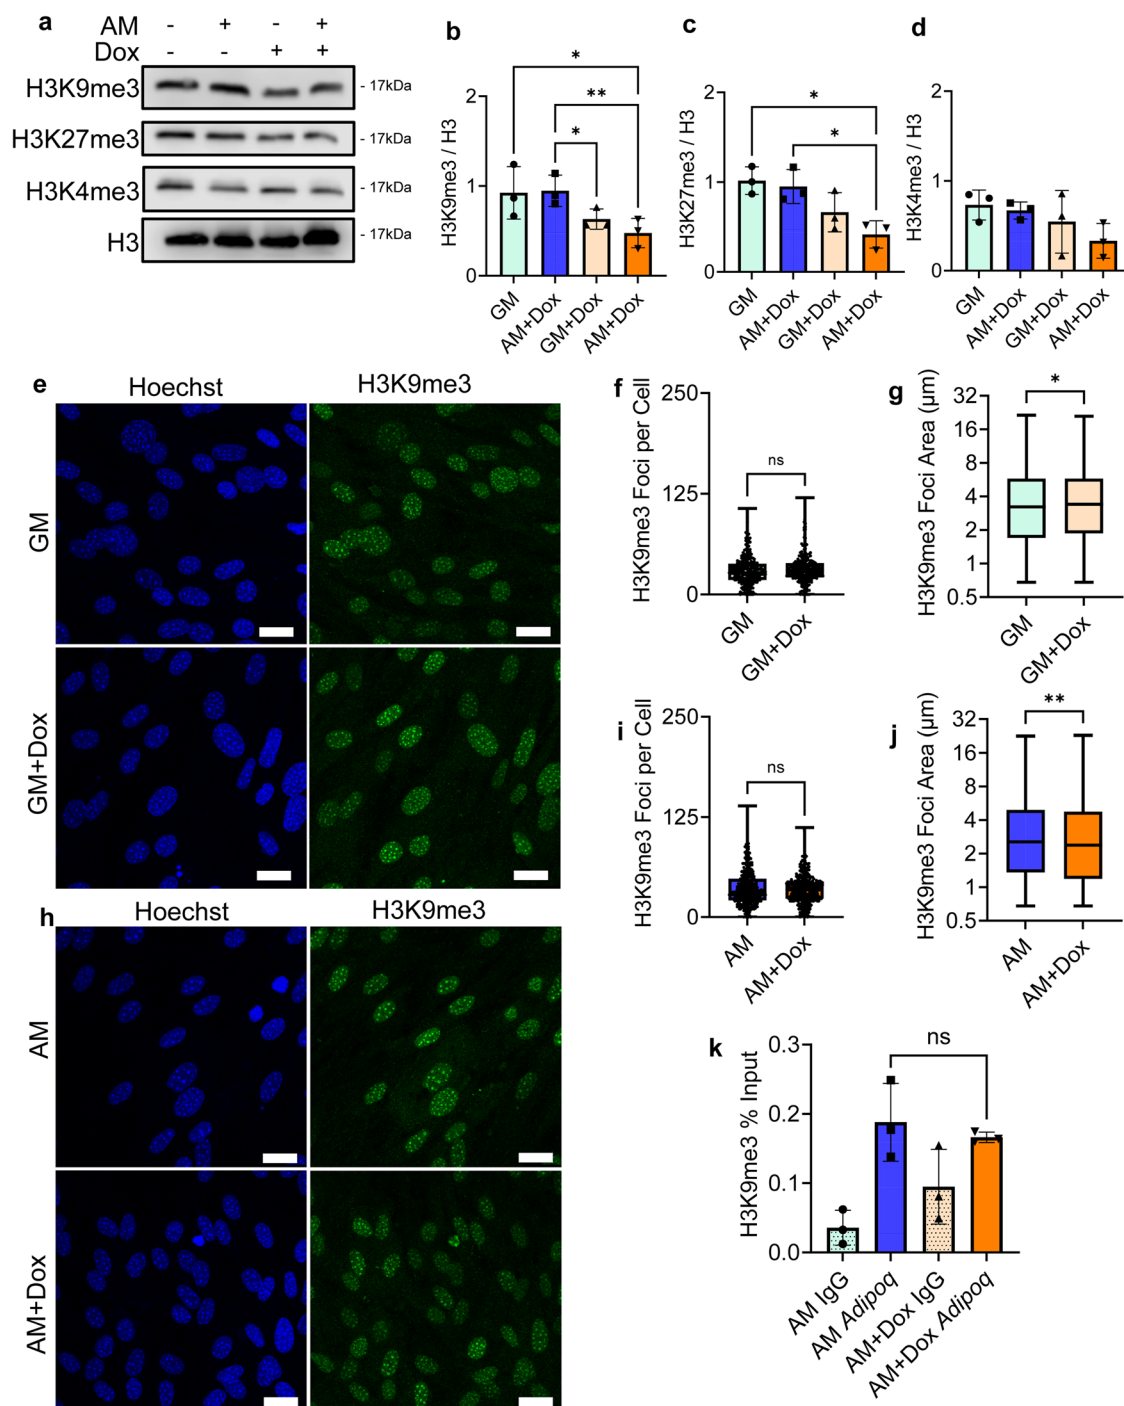 a
AM - + - +
Dox - - + +
H3K9me3 - 17kDa
H3K27me3 - 17kDa
H3K4me3 - 17kDa
H3 - 17kDa
b
H3K9me3 / H3
2
1
0
*
**
*
GM
AM+Dox
GM+Dox
AM+Dox
c
H3K27me3 / H3
2
1
0
*
*
GM
AM+Dox
GM+Dox
AM+Dox
d
H3K4me3 / H3
2
1
0
GM
AM+Dox
GM+Dox
AM+Dox
e
Hoechst
H3K9me3
GM
GM+Dox
f
H3K9me3 Foci per Cell
250
125
0
ns
GM
GM+Dox
g
H3K9me3 Foci Area (μm)
32
16
8
4
2
1
0.5
*
GM
GM+Dox
h
Hoechst
H3K9me3
AM
AM+Dox
i
H3K9me3 Foci per Cell
250
125
0
ns
AM
AM+Dox
j
H3K9me3 Foci Area (μm)
32
16
8
4
2
1
0.5
**
AM
AM+Dox
k
H3K9me3 % Input
0.3
0.2
0.1
0.0
ns
AM IgG
AM Adipoq
AM+Dox IgG
AM+Dox Adipoq